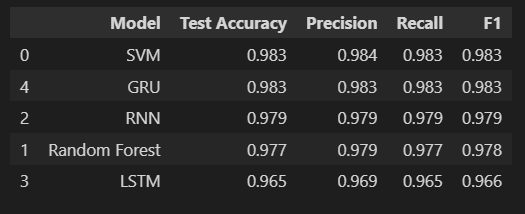 Model Test Accuracy Precision Recall F1
0 SVM 0.983 0.984 0.983 0.983
4 GRU 0.983 0.983 0.983 0.983
2 RNN 0.979 0.979 0.979 0.979
1 Random Forest 0.977 0.979 0.977 0.978
3 LSTM 0.965 0.969 0.965 0.966